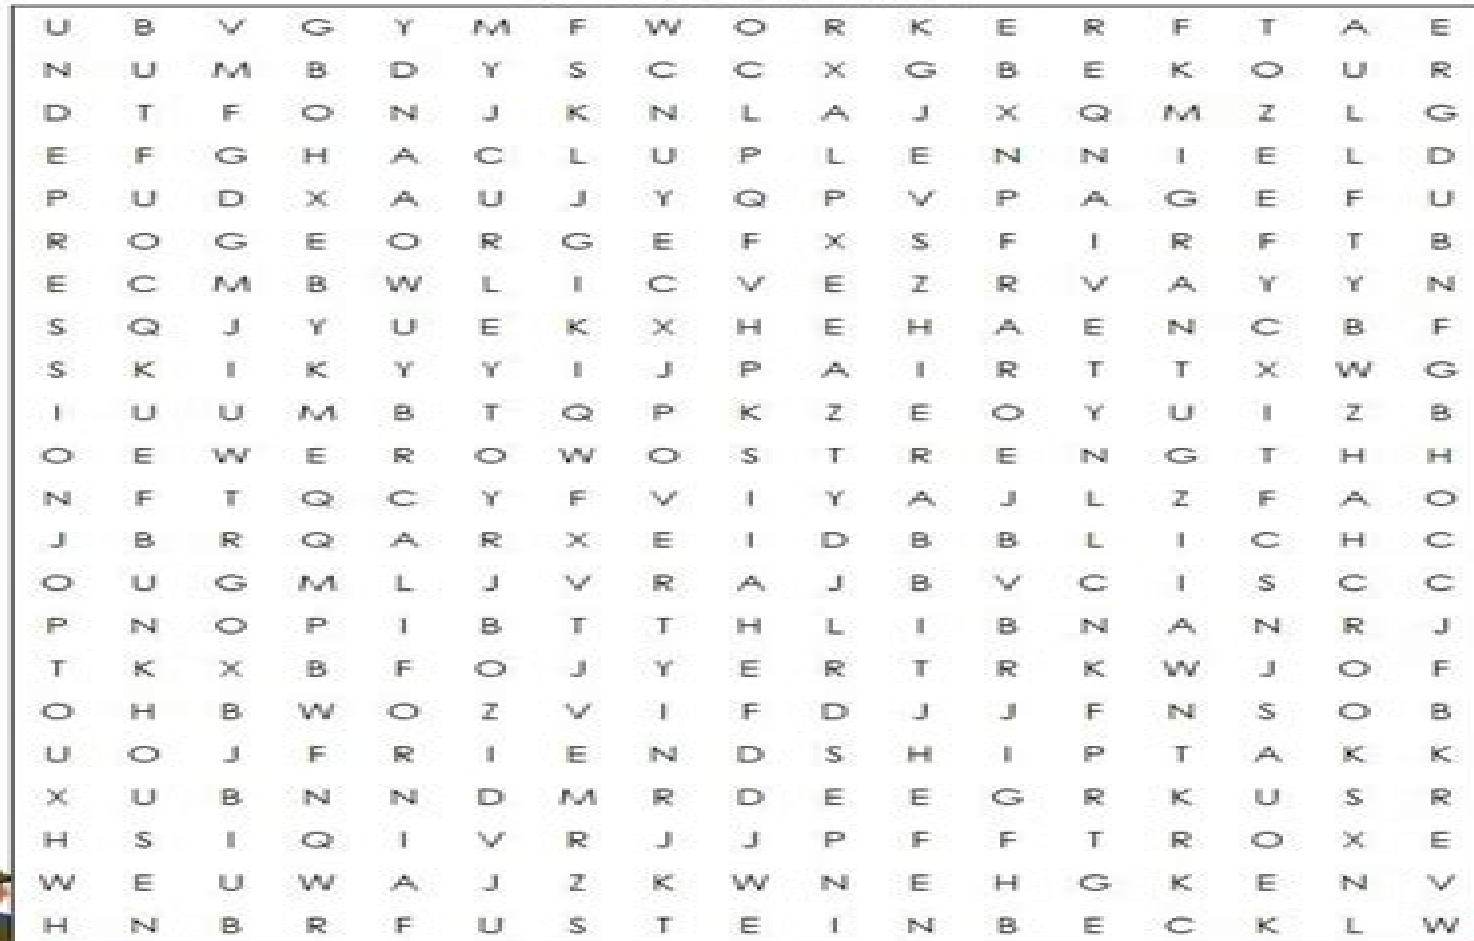 U B V G Y M F W O R K E R F T A E
N U M B D Y S C C X G B E K O U R
D T F O N J K N L A J X Q M Z L G
E F G H A C L U P L E N N I E L D
P U D X A U J Y Q P V P A G E F U
R O G E O R G E F X S F I R F T B
E C M B W L I C V E Z R V A Y Y N
S Q J Y U E K X H E H A E N C B F
S K I K Y Y I J P A I R T T X W G
I U U M B T Q P K Z E O Y U I Z B
O E W E R O W O S T R E N G T H H
N F T Q C Y F V I Y A J L Z F A O
J B R Q A R X E I D B B L I C H C
O U G M L J V R A J B V C I S C C
P N O P I B T T H L I B N A N R J
T K X B F O J Y E R T R K W J O F
O H B W O Z V I F D J J F N S O B
U O J F R I E N D S H I P T A K K
X U B N N D M R D E E G R K U S R
H S I Q I V R J J P F F T R O X E
W E U W A J Z K W N E H G K E N V
H N B R F U S T E I N B E C K L W